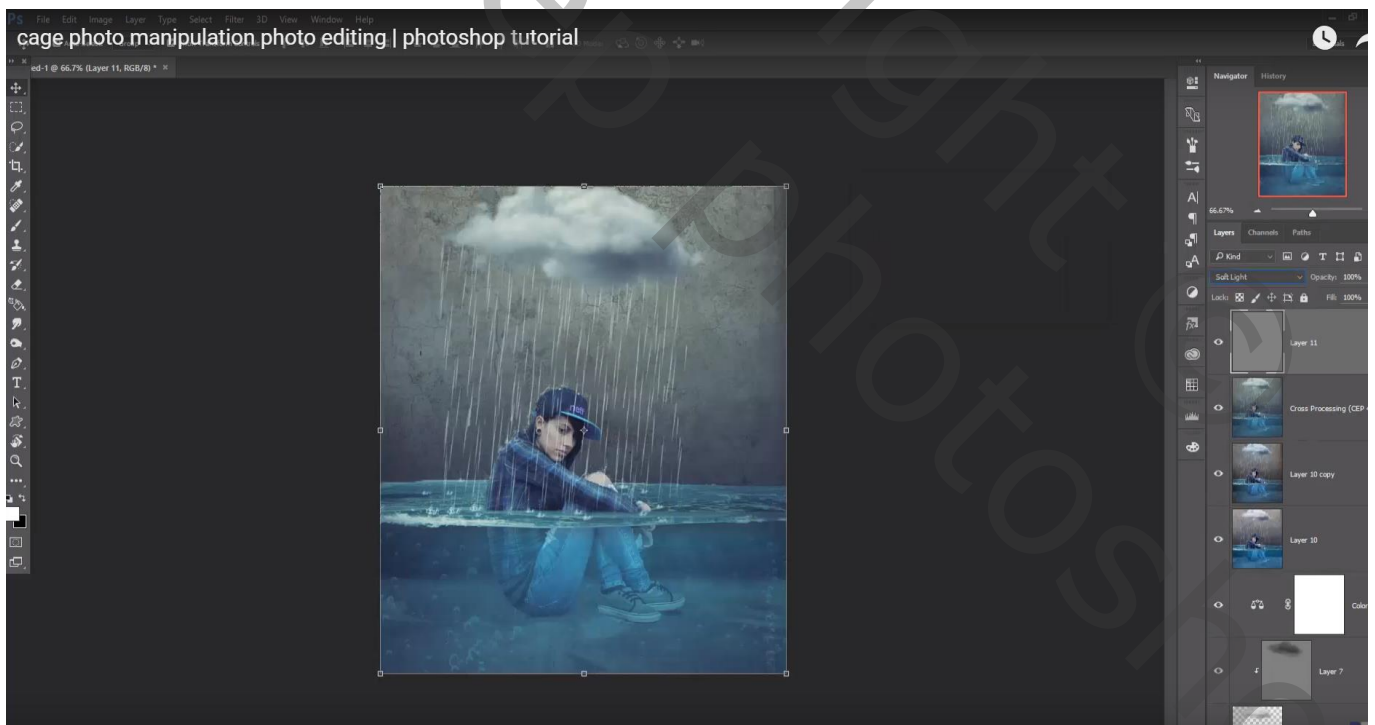 Ps File Edit Image Layer Type Select Filter 3D View Window Help
cage photo manipulation photo editing | photoshop tutorial
ed-1 @ 66.7% (Layer 11, RGB/8) *
Navigator History
66.67%
Layers Channels Paths
Kind
Soft Light Opacity: 100%
Lock: Fill: 100%
Layer 11
Cross Processing (CEP
Layer 10 copy
Layer 10
Color
Layer 7